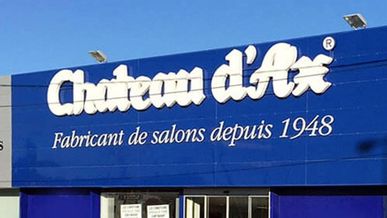 Chateau d'Ax®
Fabricant de salons depuis 1948